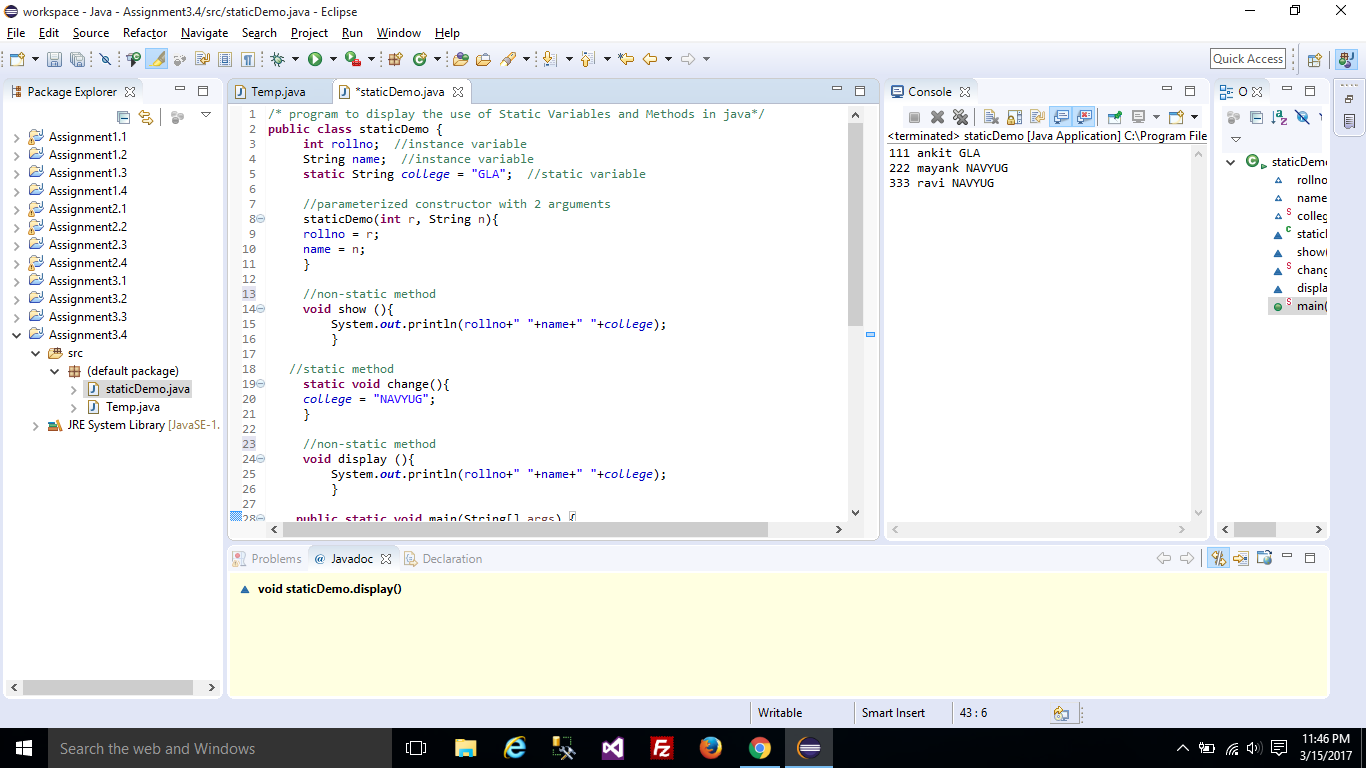 workspace - Java - Assignment3.4/src/staticDemo.java - Eclipse
File Edit Source Refactor Navigate Search Project Run Window Help
Quick Access
Package Explorer
Assignment1.1
Assignment1.2
Assignment1.3
Assignment1.4
Assignment2.1
Assignment2.2
Assignment2.3
Assignment2.4
Assignment3.1
Assignment3.2
Assignment3.3
Assignment3.4
src
(default package)
staticDemo.java
Temp.java
JRE System Library [JavaSE-1.
Temp.java *staticDemo.java
1 /* program to display the use of Static Variables and Methods in java*/
2 public class staticDemo {
3 int rollno; //instance variable
4 String name; //instance variable
5 static String college = "GLA"; //static variable
6
7 //parameterized constructor with 2 arguments
8 staticDemo(int r, String n){
9 rollno = r;
10 name = n;
11 }
12
13 //non-static method
14 void show (){
15 System.out.println(rollno+" "+name+" "+college);
16 }
17
18 //static method
19 static void change(){
20 college = "NAVYUG";
21 }
22
23 //non-static method
24 void display (){
25 System.out.println(rollno+" "+name+" "+college);
26 }
27
28 public static void main(String[] args) {
Console
<terminated> staticDemo [Java Application] C:\Program File
111 ankit GLA
222 mayank NAVYUG
333 ravi NAVYUG
O
staticDemo
rollno
name
colleg
staticl
show(
chang
displa
main(
Problems @ Javadoc Declaration
void staticDemo.display()
Writable Smart Insert 43 : 6
Search the web and Windows
11:46 PM
3/15/2017